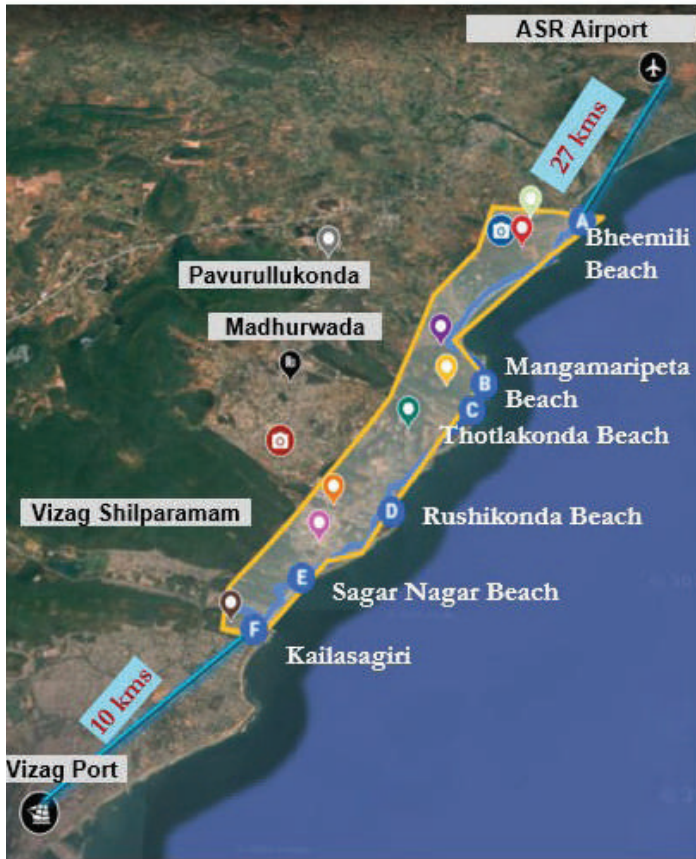 ASR Airport
27 kms
A
Bheemili
Beach
Pavurullukonda
Madhurwada
Mangamaripeta
B
Beach
C
Thotlakonda Beach
Vizag Shilparamam
D
Rushikonda Beach
E
Sagar Nagar Beach
F
Kailasagiri
10 kms
Vizag Port